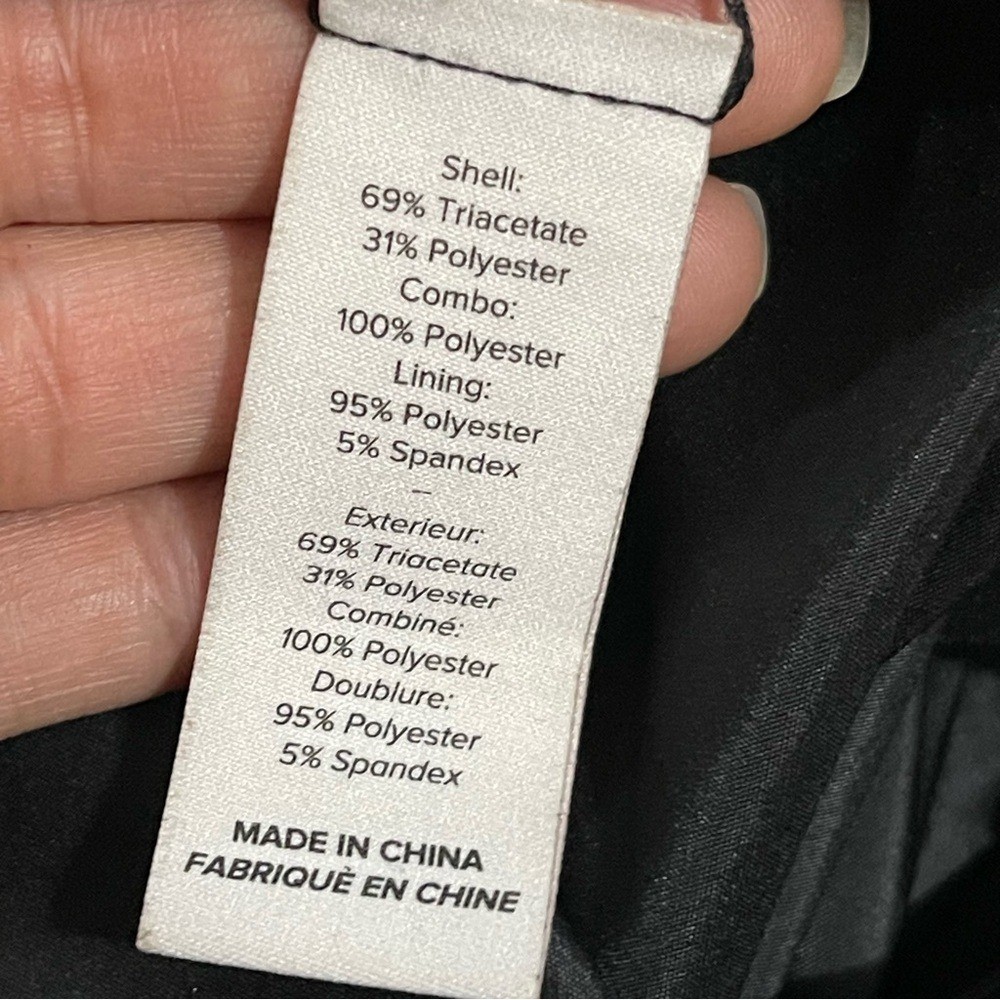 Shell:
69% Triacetate
31% Polyester
Combo:
100% Polyester
Lining:
95% Polyester
5% Spandex
–
Exterieur:
69% Triacetate
31% Polyester
Combiné:
100% Polyester
Doublure:
95% Polyester
5% Spandex
MADE IN CHINA
FABRIQUÈ EN CHINE